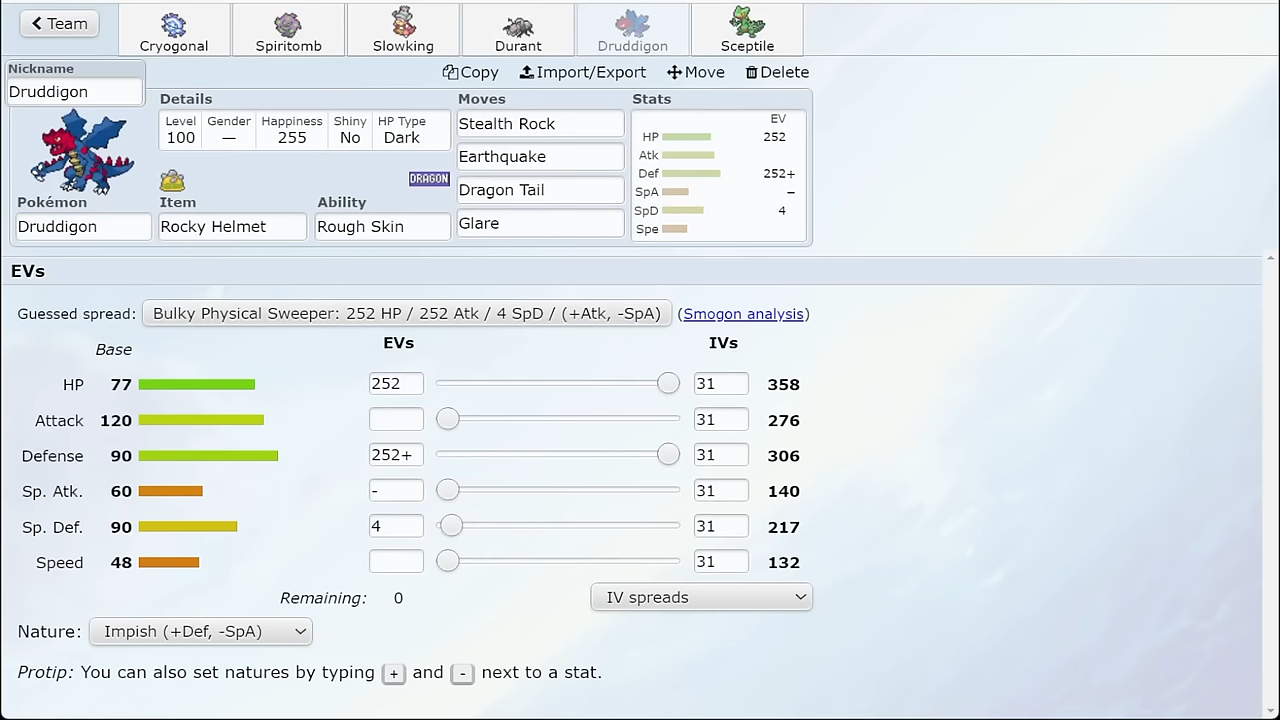 Team
Cryogonal
Spiritomb
Slowking
Durant
Druddigon
Sceptile
Copy Import/Export Move Delete
Nickname
Druddigon
Details
Level Gender Happiness Shiny HP Type
100 — 255 No Dark
DRAGON
Pokémon
Druddigon
Item
Rocky Helmet
Ability
Rough Skin
Moves
Stealth Rock
Earthquake
Dragon Tail
Glare
Stats
EV
HP 252
Atk
Def 252+
SpA −
SpD 4
Spe
EVs
Guessed spread: Bulky Physical Sweeper: 252 HP / 252 Atk / 4 SpD / (+Atk, -SpA) (Smogon analysis)
Base EVs IVs
HP 77 252 31 358
Attack 120 31 276
Defense 90 252+ 31 306
Sp. Atk. 60 - 31 140
Sp. Def. 90 4 31 217
Speed 48 31 132
Remaining: 0 IV spreads
Nature: Impish (+Def, -SpA)
Protip: You can also set natures by typing + and - next to a stat.